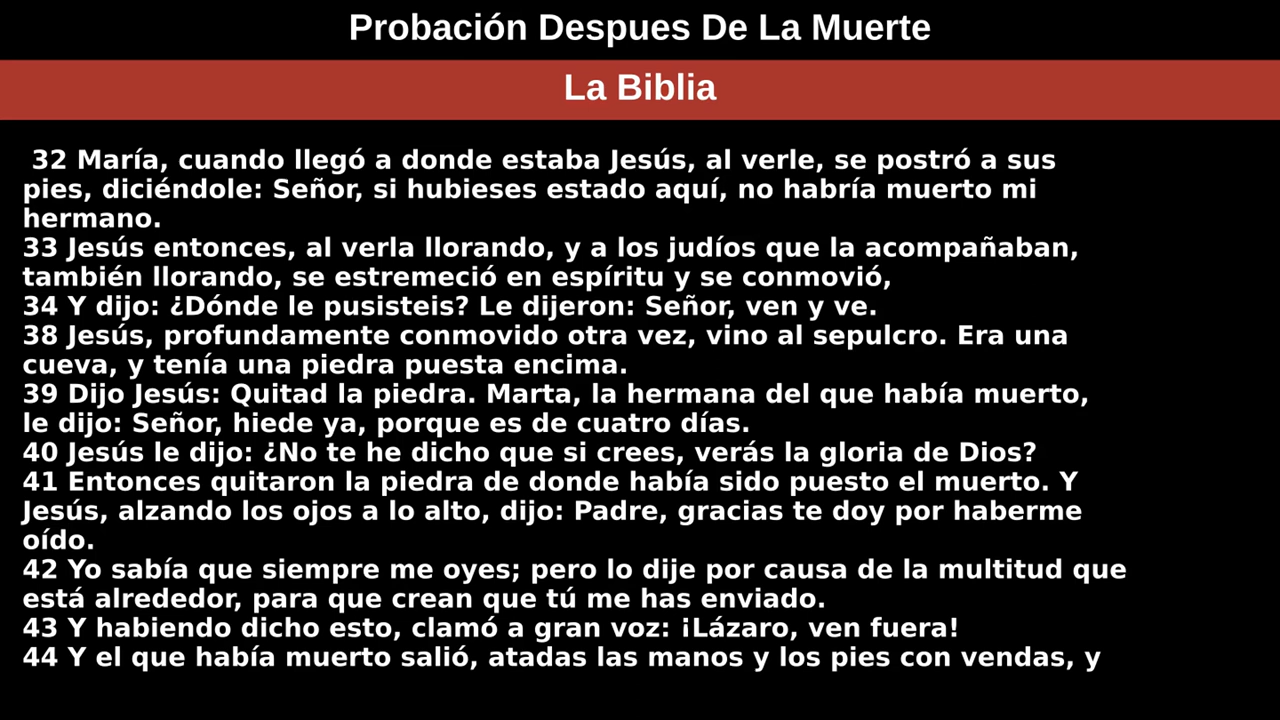 Probación Despues De La Muerte
La Biblia
32 María, cuando llegó a donde estaba Jesús, al verle, se postró a sus
pies, diciéndole: Señor, si hubieses estado aquí, no habría muerto mi
hermano.
33 Jesús entonces, al verla llorando, y a los judíos que la acompañaban,
también llorando, se estremeció en espíritu y se conmovió,
34 Y dijo: ¿Dónde le pusisteis? Le dijeron: Señor, ven y ve.
38 Jesús, profundamente conmovido otra vez, vino al sepulcro. Era una
cueva, y tenía una piedra puesta encima.
39 Dijo Jesús: Quitad la piedra. Marta, la hermana del que había muerto,
le dijo: Señor, hiede ya, porque es de cuatro días.
40 Jesús le dijo: ¿No te he dicho que si crees, verás la gloria de Dios?
41 Entonces quitaron la piedra de donde había sido puesto el muerto. Y
Jesús, alzando los ojos a lo alto, dijo: Padre, gracias te doy por haberme
oído.
42 Yo sabía que siempre me oyes; pero lo dije por causa de la multitud que
está alrededor, para que crean que tú me has enviado.
43 Y habiendo dicho esto, clamó a gran voz: ¡Lázaro, ven fuera!
44 Y el que había muerto salió, atadas las manos y los pies con vendas, y